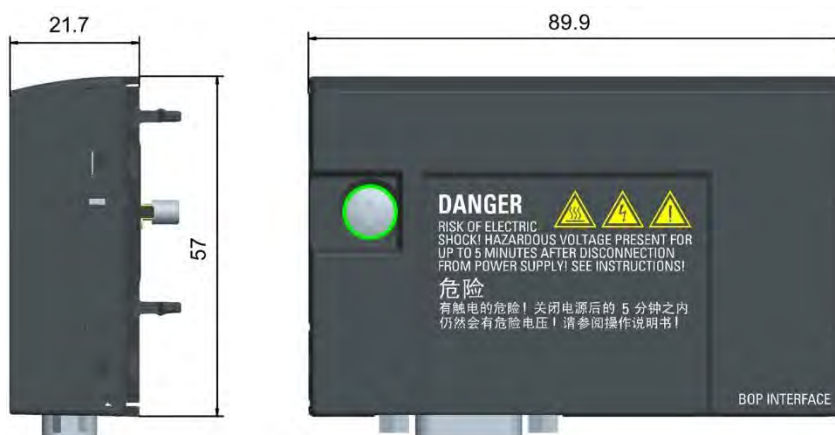 21.7
89.9
57
DANGER
RISK OF ELECTRIC
SHOCK! HAZARDOUS VOLTAGE PRESENT FOR
UP TO 5 MINUTES AFTER DISCONNECTION
FROM POWER SUPPLY! SEE INSTRUCTIONS!
危险
有触电的危险！关闭电源后的 5 分钟之内
仍然会有危险电压！请参阅操作说明书！
BOP INTERFACE